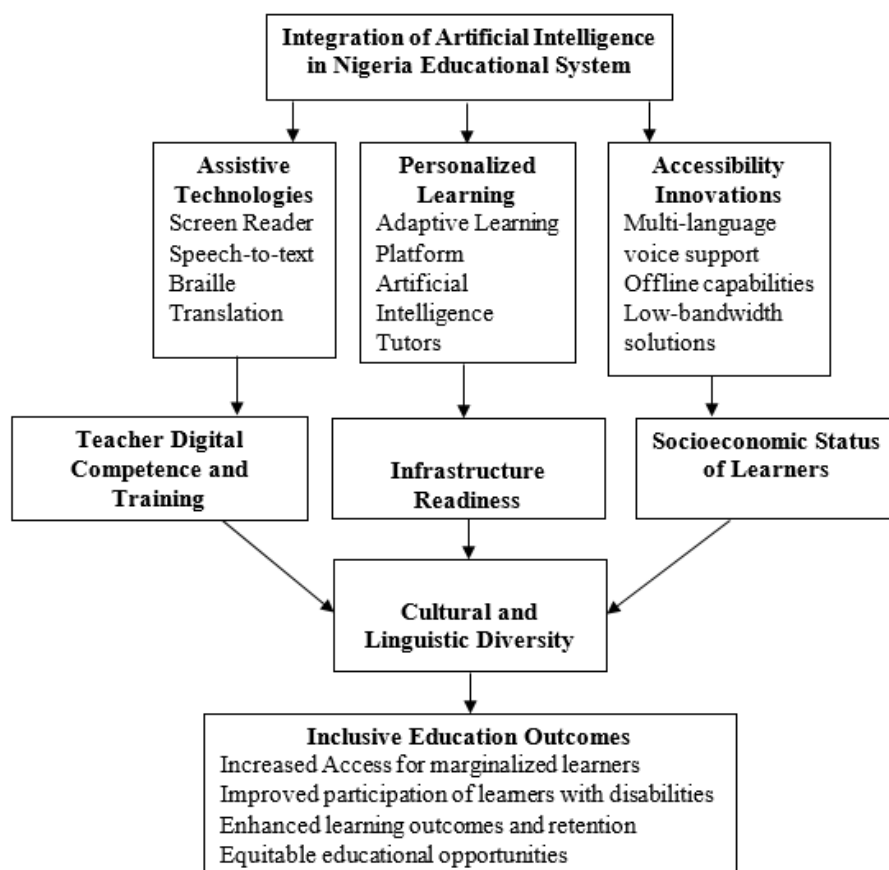 Integration of Artificial Intelligence
in Nigeria Educational System
Assistive
Technologies
Screen Reader
Speech-to-text
Braille
Translation
Personalized
Learning
Adaptive Learning
Platform
Artificial
Intelligence
Tutors
Accessibility
Innovations
Multi-language
voice support
Offline capabilities
Low-bandwidth
solutions
Teacher Digital
Competence and
Training
Infrastructure
Readiness
Socioeconomic Status
of Learners
Cultural and
Linguistic Diversity
Inclusive Education Outcomes
Increased Access for marginalized learners
Improved participation of learners with disabilities
Enhanced learning outcomes and retention
Equitable educational opportunities